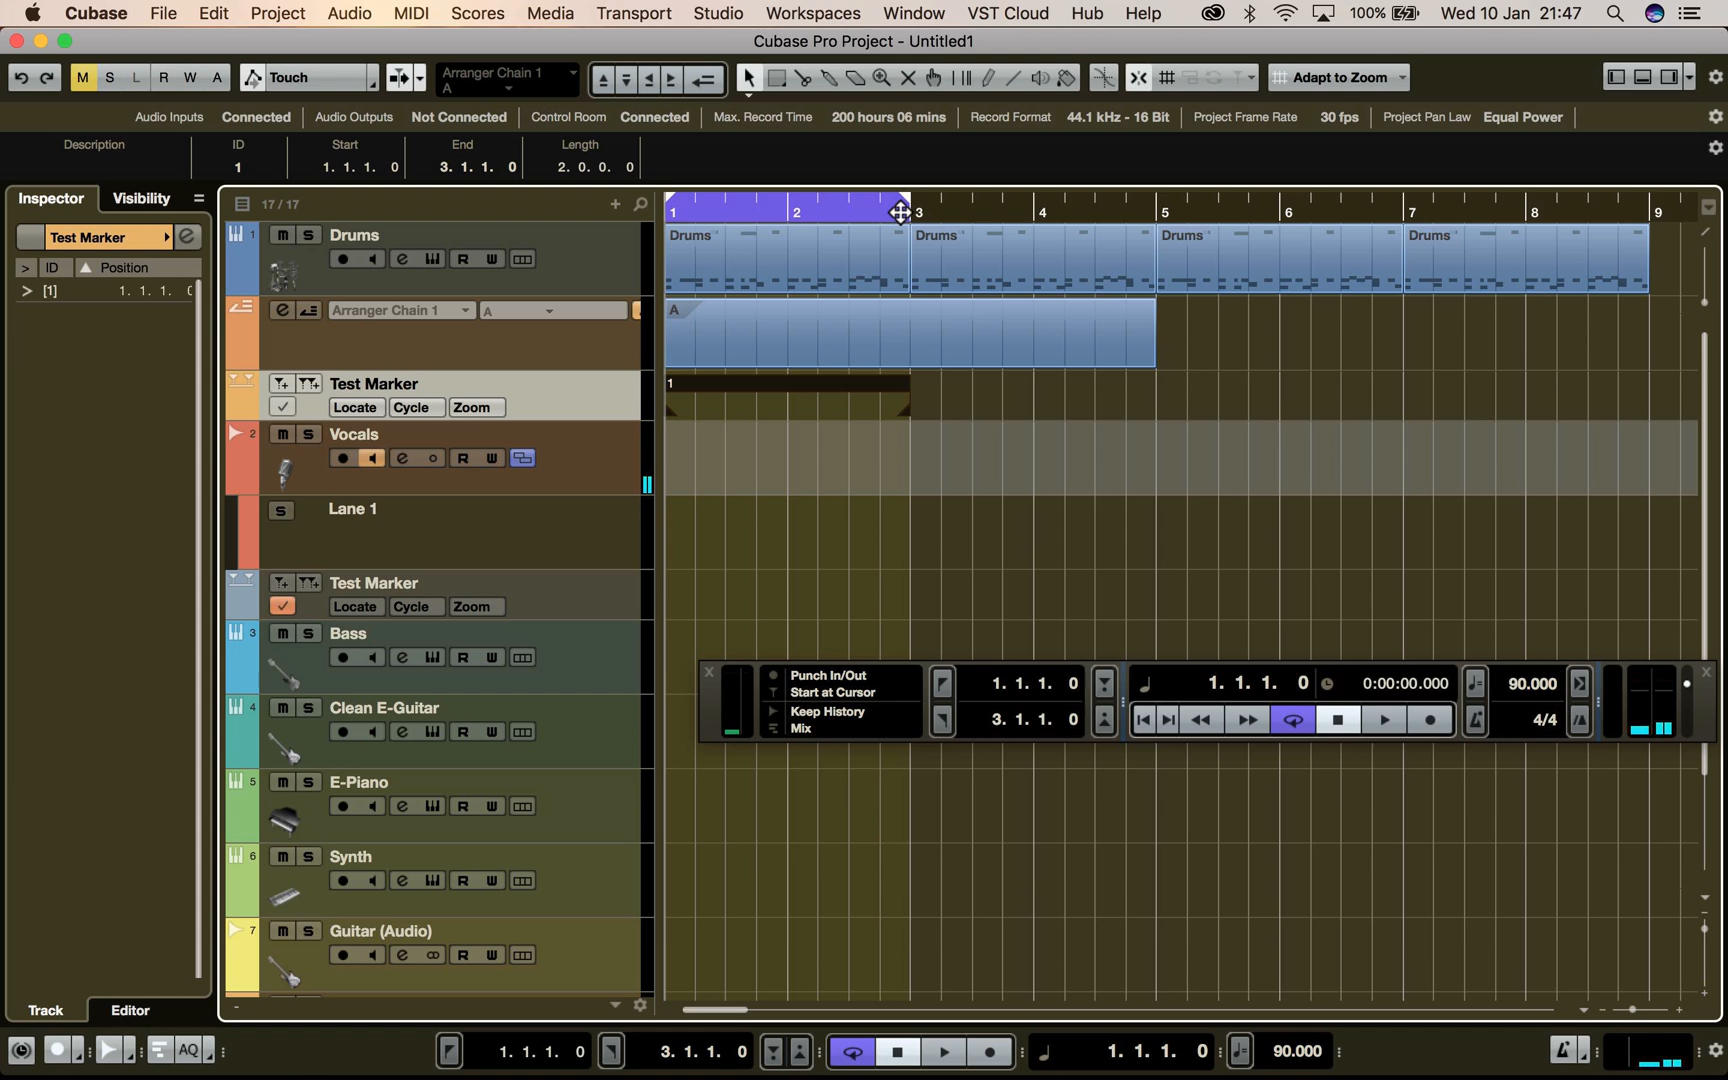 Cubase File Edit Project Audio MIDI Scores Media Transport Studio Workspaces Window VST Cloud Hub Help 100% Wed 10 Jan 21:47
Cubase Pro Project - Untitled1
M S L R W A Touch Arranger Chain 1 Adapt to Zoom
A
Audio Inputs Connected Audio Outputs Not Connected Control Room Connected Max. Record Time 200 hours 06 mins Record Format 44.1 kHz - 16 Bit Project Frame Rate 30 fps Project Pan Law Equal Power
Description ID Start End Length
1 1. 1. 1. 0 3. 1. 1. 0 2. 0. 0. 0
Inspector Visibility 17 / 17
1 2 3 4 5 6 7 8 9
Test Marker
> ID Position
> [1] 1. 1. 1. 0
1 m S Drums
R W
Drums Drums Drums Drums
Arranger Chain 1 A
A
Test Marker
Locate Cycle Zoom
1
2 m S Vocals
R W
S Lane 1
Test Marker
Locate Cycle Zoom
3 m S Bass
R W
4 m S Clean E-Guitar
R W
5 m S E-Piano
R W
6 m S Synth
R W
7 m S Guitar (Audio)
R W
Punch In/Out
Start at Cursor
Keep History
Mix
1. 1. 1. 0
3. 1. 1. 0
1. 1. 1. 0 0:00:00.000 90.000
4/4
Track Editor
AQ 1. 1. 1. 0 3. 1. 1. 0 1. 1. 1. 0 90.000